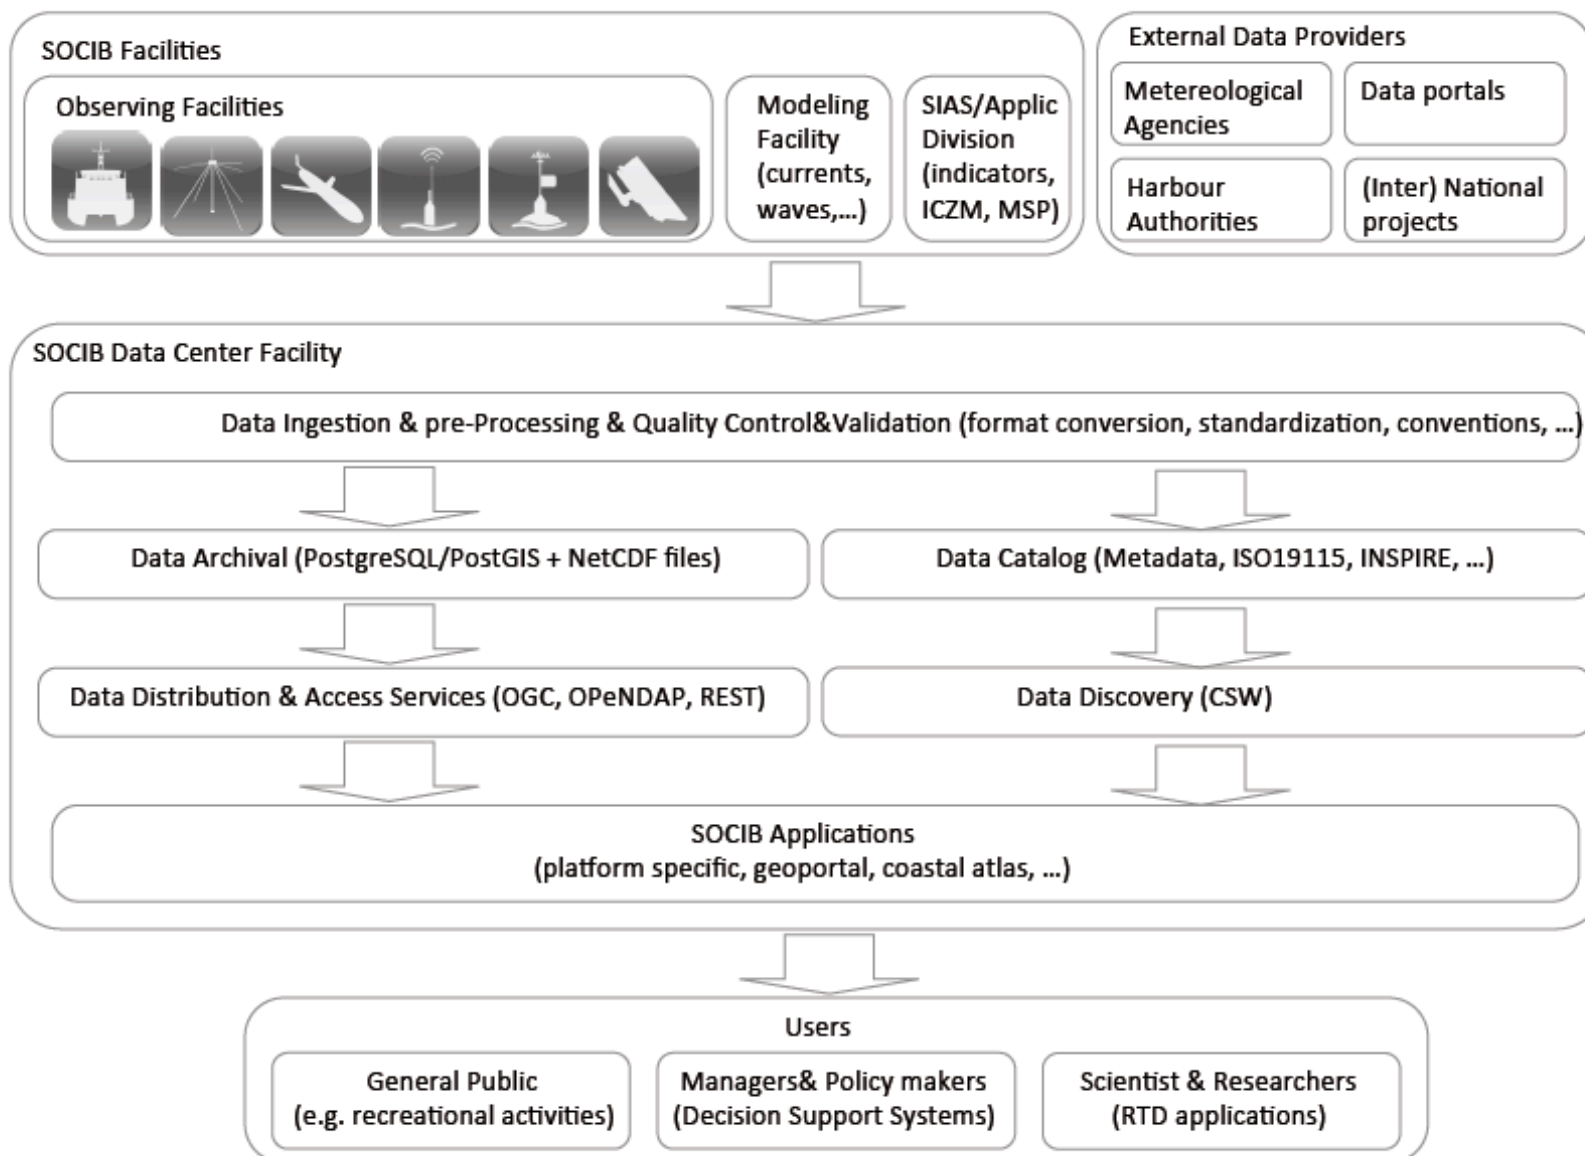 SOCIB Facilities
Observing Facilities
Modeling
Facility
(currents,
waves,...)
SIAS/Applic
Division
(indicators,
ICZM, MSP)
External Data Providers
Metereological
Agencies
Data portals
Harbour
Authorities
(Inter) National
projects
SOCIB Data Center Facility
Data Ingestion & pre-Processing & Quality Control&Validation (format conversion, standardization, conventions, ...)
Data Archival (PostgreSQL/PostGIS + NetCDF files)
Data Catalog (Metadata, ISO19115, INSPIRE, ...)
Data Distribution & Access Services (OGC, OPeNDAP, REST)
Data Discovery (CSW)
SOCIB Applications
(platform specific, geoportal, coastal atlas, ...)
Users
General Public
(e.g. recreational activities)
Managers& Policy makers
(Decision Support Systems)
Scientist & Researchers
(RTD applications)